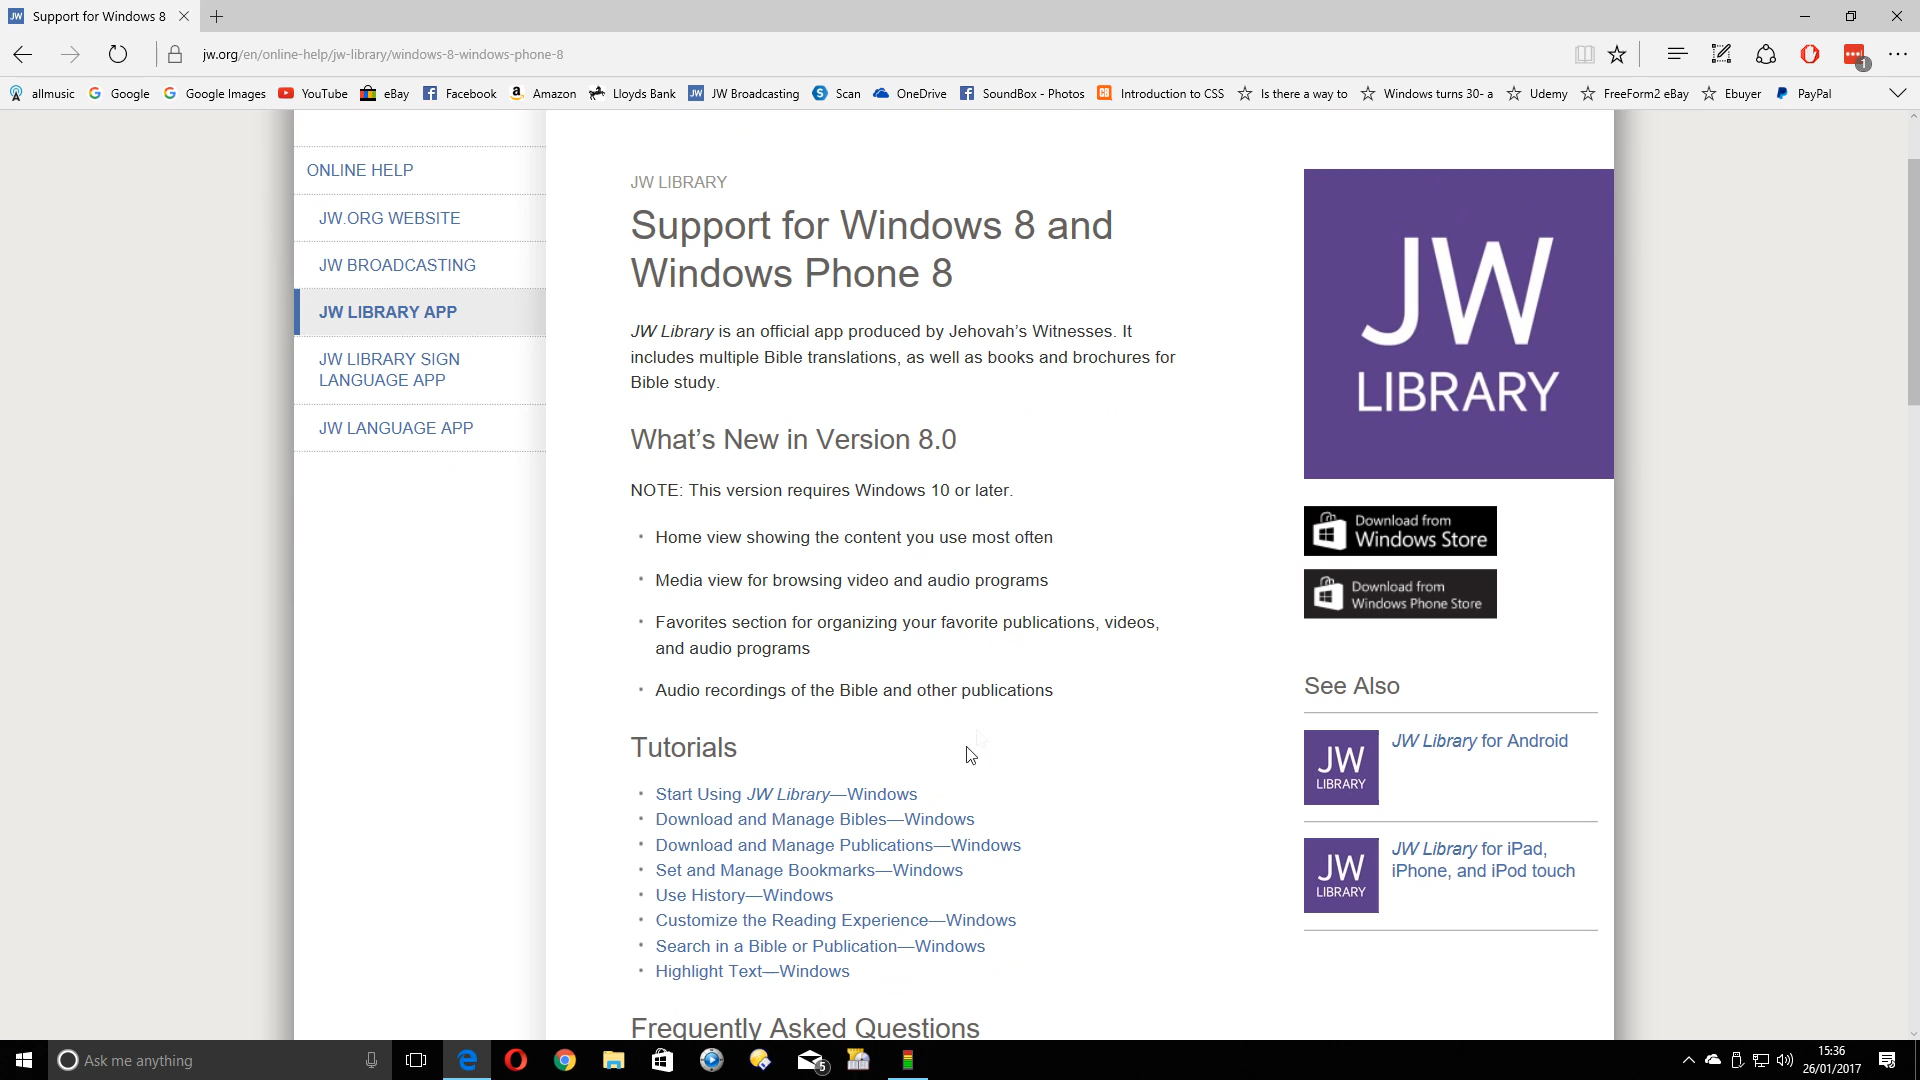 Support for Windows 8
jw.org/en/online-help/jw-library/windows-8-windows-phone-8
1
allmusic
Google
Google Images
YouTube
eBay
Facebook
Amazon
Lloyds Bank
JW Broadcasting
Scan
OneDrive
SoundBox - Photos
Introduction to CSS
Is there a way to
Windows turns 30- a
Udemy
FreeForm2 eBay
Ebuyer
PayPal
ONLINE HELP
JW.ORG WEBSITE
JW BROADCASTING
JW LIBRARY APP
JW LIBRARY SIGN
LANGUAGE APP
JW LANGUAGE APP
JW LIBRARY
Support for Windows 8 and
Windows Phone 8
JW Library is an official app produced by Jehovah’s Witnesses. It
includes multiple Bible translations, as well as books and brochures for
Bible study.
What’s New in Version 8.0
NOTE: This version requires Windows 10 or later.
• Home view showing the content you use most often
• Media view for browsing video and audio programs
• Favorites section for organizing your favorite publications, videos,
and audio programs
• Audio recordings of the Bible and other publications
Tutorials
• Start Using JW Library—Windows
• Download and Manage Bibles—Windows
• Download and Manage Publications—Windows
• Set and Manage Bookmarks—Windows
• Use History—Windows
• Customize the Reading Experience—Windows
• Search in a Bible or Publication—Windows
• Highlight Text—Windows
Frequently Asked Questions
JW
LIBRARY
Download from
Windows Store
Download from
Windows Phone Store
See Also
JW
LIBRARY
JW Library for Android
JW
LIBRARY
JW Library for iPad,
iPhone, and iPod touch
Ask me anything
5
15:36
26/01/2017